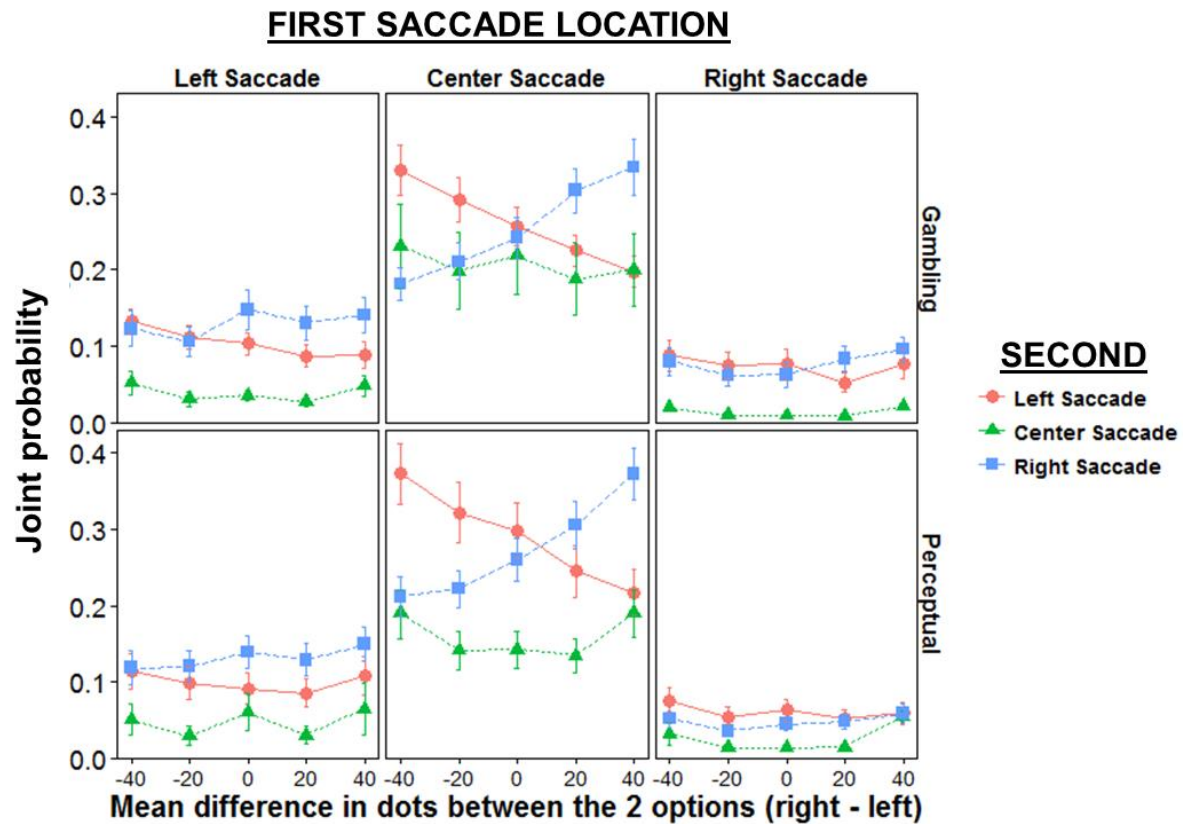 FIRST SACCADE LOCATION
Left Saccade Center Saccade Right Saccade
0.4
0.3
0.2
0.1
0.0
Gambling
0.4
0.3
0.2
0.1
0.0
Perceptual
Joint probability
-40 -20 0 20 40 -40 -20 0 20 40 -40 -20 0 20 40
Mean difference in dots between the 2 options (right - left)
SECOND
Left Saccade
Center Saccade
Right Saccade